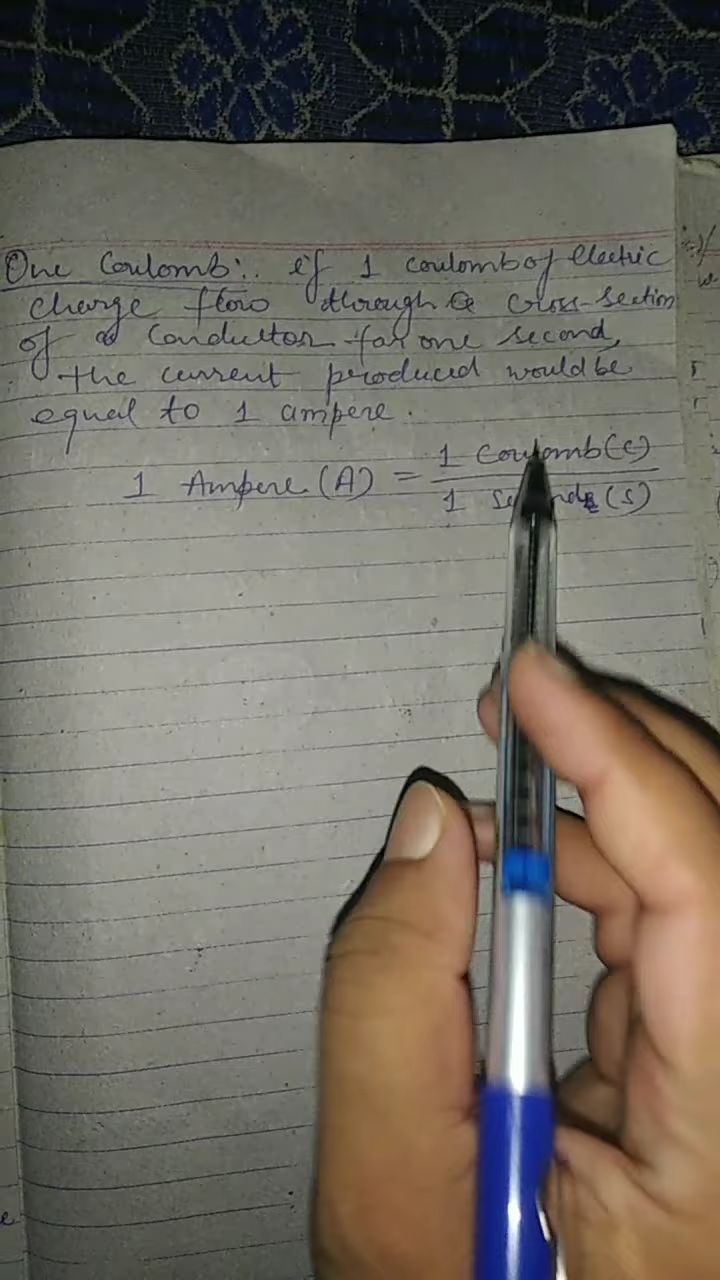 One Coulomb:. if 1 coulomb of electric
charge flow through a cross-section
of a conductor for one second,
the current produced would be
equal to 1 ampere.
1 Ampere (A) = 1 Coulomb (C)
1 (s)